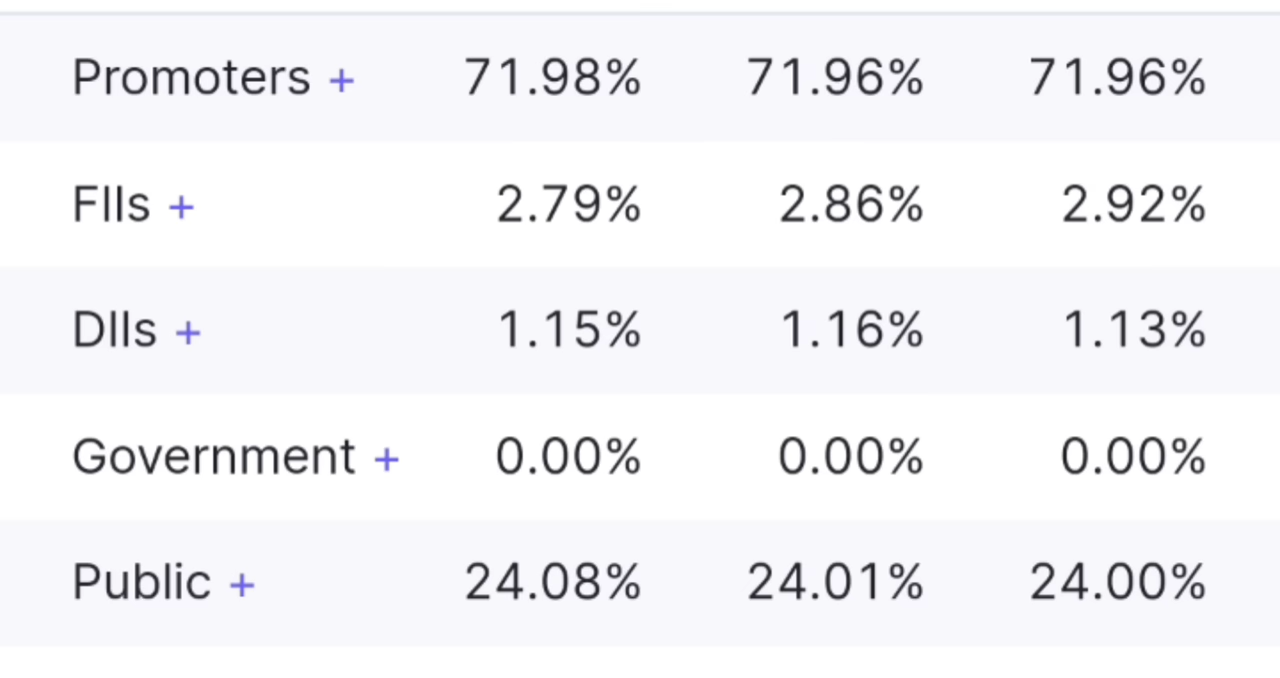 Promoters + 71.98% 71.96% 71.96%
FIIs + 2.79% 2.86% 2.92%
DIIs + 1.15% 1.16% 1.13%
Government + 0.00% 0.00% 0.00%
Public + 24.08% 24.01% 24.00%